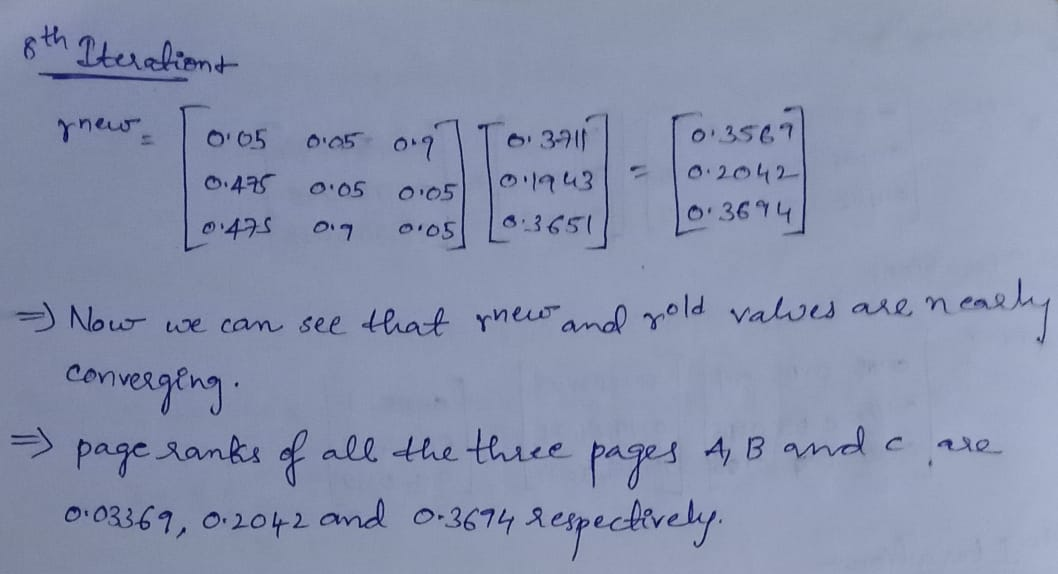 8th Iteration:
rnew = [0.05 0.05 0.9] [0.3711] = [0.3569]
[0.475 0.05 0.05] [0.1943] [0.2042]
[0.475 0.9 0.05] [0.3651] [0.3694]
=> Now we can see that rnew and rold values are nearly
converging.
=> page ranks of all the three pages A, B and C are
0.03369, 0.2042 and 0.3694 respectively.